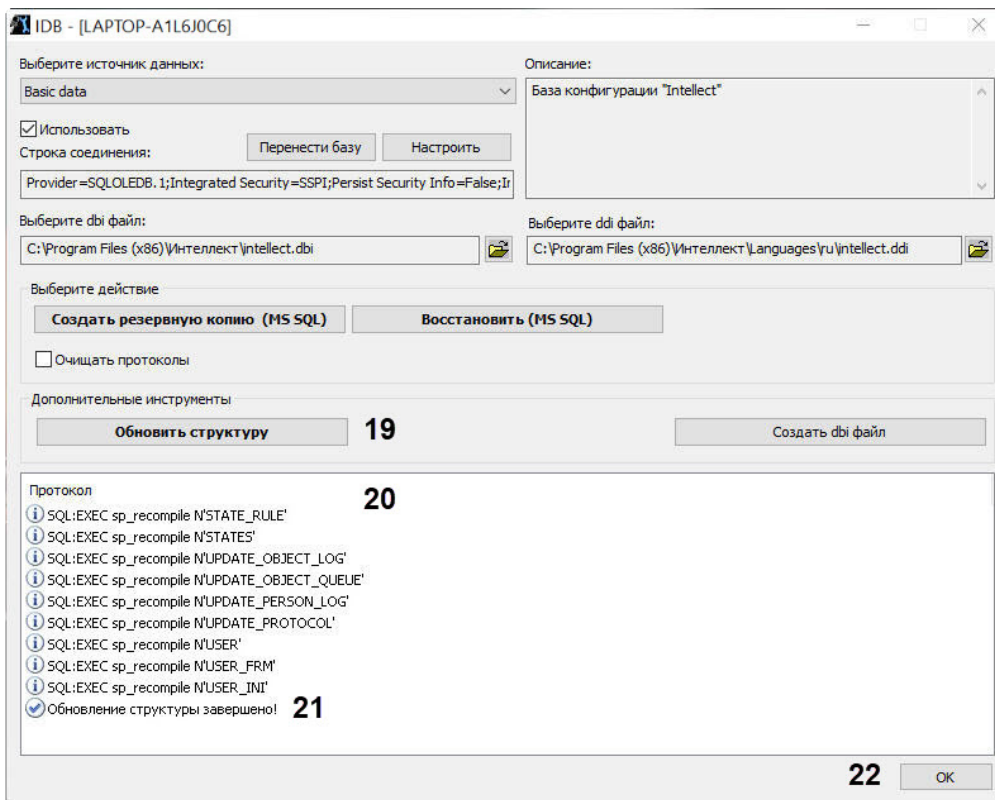 IDB - [LAPTOP-A1L6J0C6]
Выберите источник данных:
Описание:
Basic data
База конфигурации "Intellect"
Использовать
Строка соединения:
Перенести базу
Настроить
Provider=SQLOLEDB.1;Integrated Security=SSPI;Persist Security Info=False;Ir
Выберите dbi файл:
Выберите ddi файл:
C:\Program Files (x86)\Интеллект\intellect.dbi
C:\Program Files (x86)\Интеллект\Languages\ru\intellect.ddi
Выберите действие
Создать резервную копию (MS SQL)
Восстановить (MS SQL)
Очищать протоколы
Дополнительные инструменты
Обновить структуру
19
Создать dbi файл
Протокол
20
SQL:EXEC sp_recompile N'STATE_RULE'
SQL:EXEC sp_recompile N'STATES'
SQL:EXEC sp_recompile N'UPDATE_OBJECT_LOG'
SQL:EXEC sp_recompile N'UPDATE_OBJECT_QUEUE'
SQL:EXEC sp_recompile N'UPDATE_PERSON_LOG'
SQL:EXEC sp_recompile N'UPDATE_PROTOCOL'
SQL:EXEC sp_recompile N'USER'
SQL:EXEC sp_recompile N'USER_FRM'
SQL:EXEC sp_recompile N'USER_INI'
Обновление структуры завершено!
21
22
OK